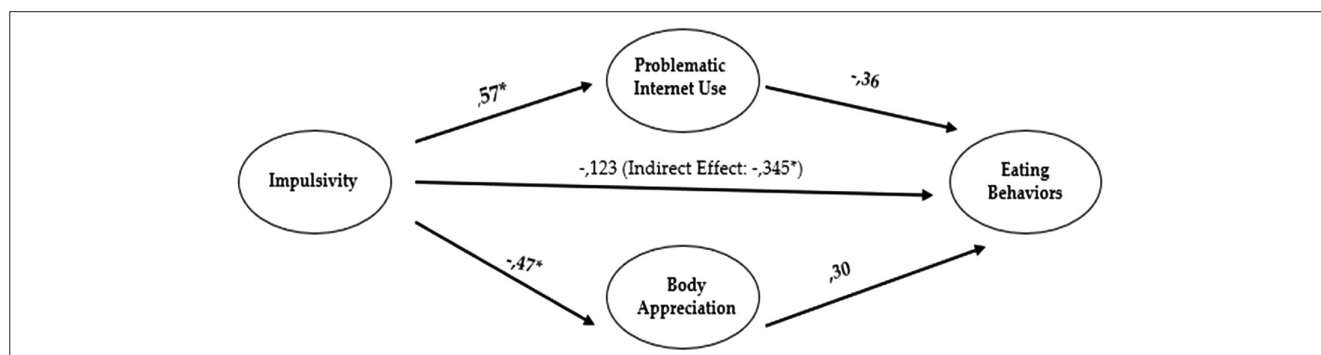 Problematic
Internet Use
,57*
-,36
Impulsivity
-,123 (Indirect Effect: -,345*)
Eating
Behaviors
-,47*
Body
Appreciation
,30